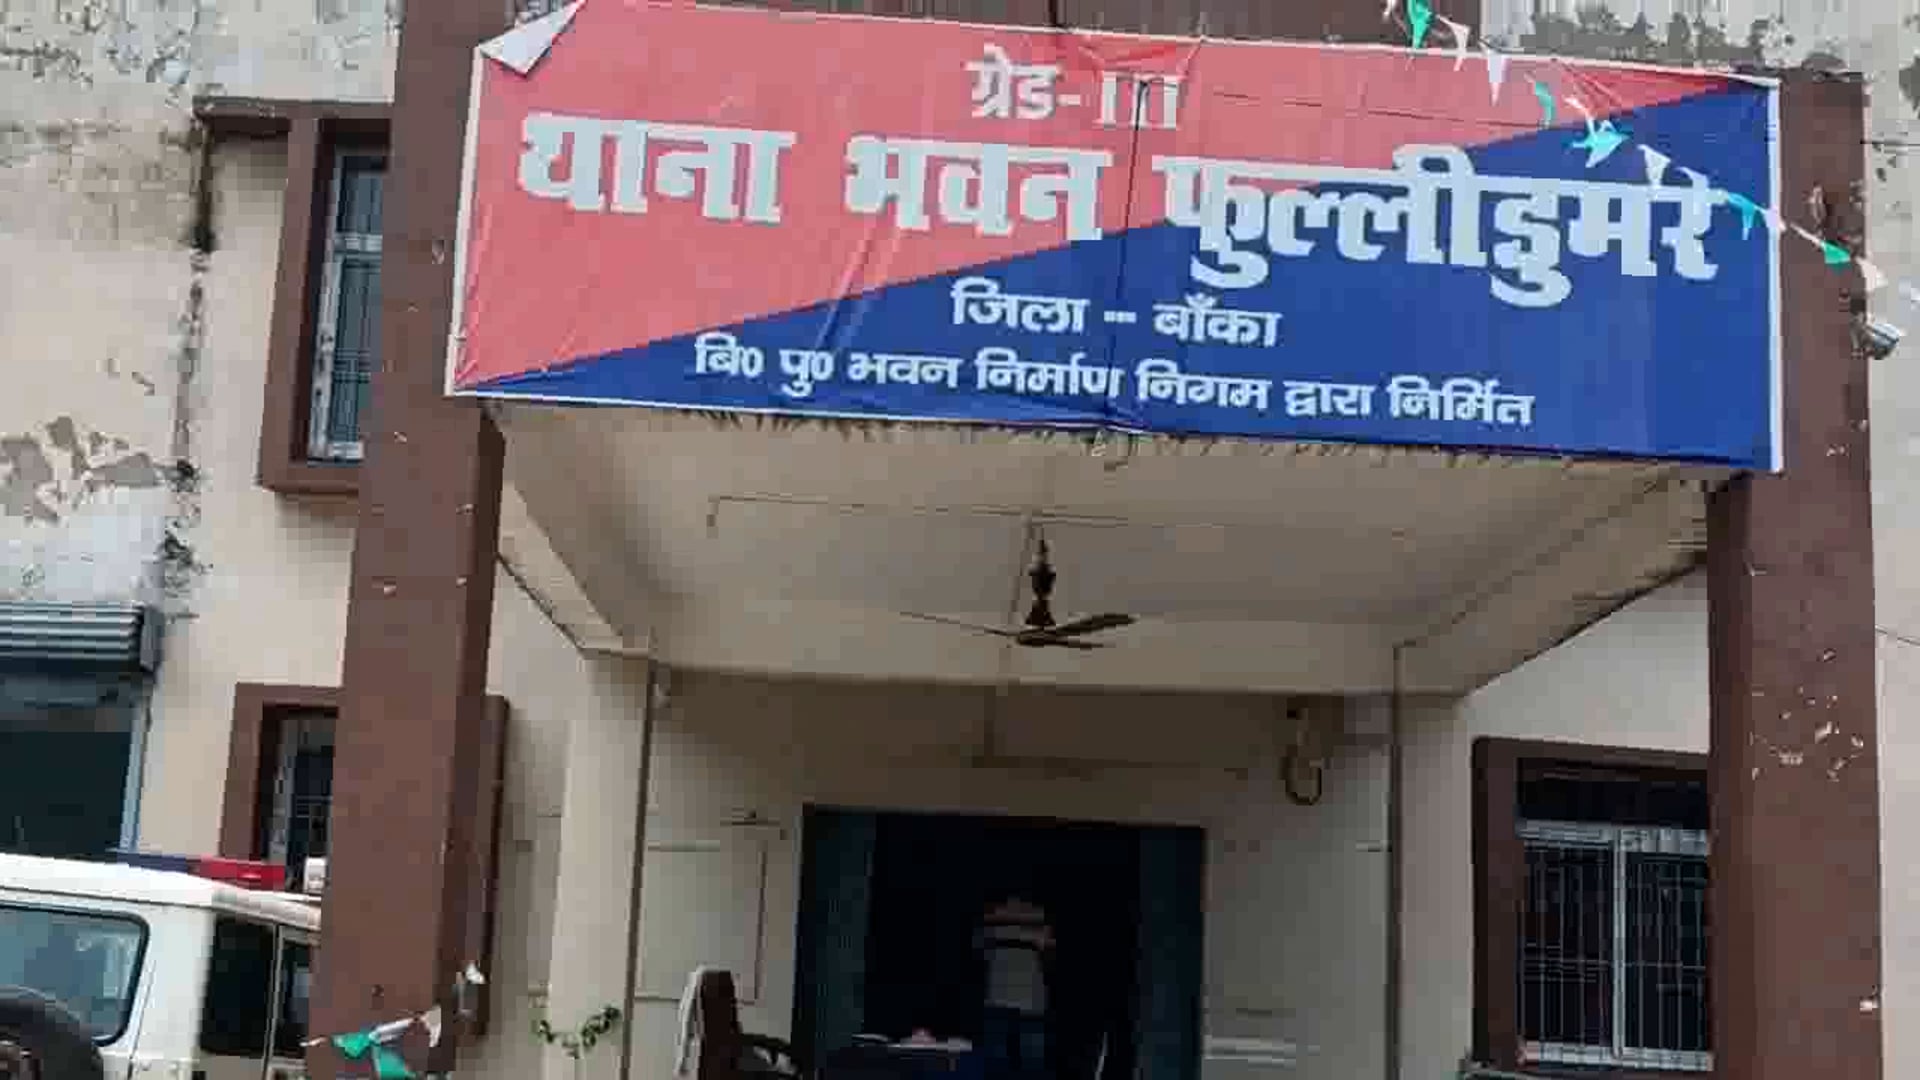 ग्रेड-III
थाना भवन फुल्लीडुमर
जिला - बाँका
बि० पु० भवन निर्माण निगम द्वारा निर्मित